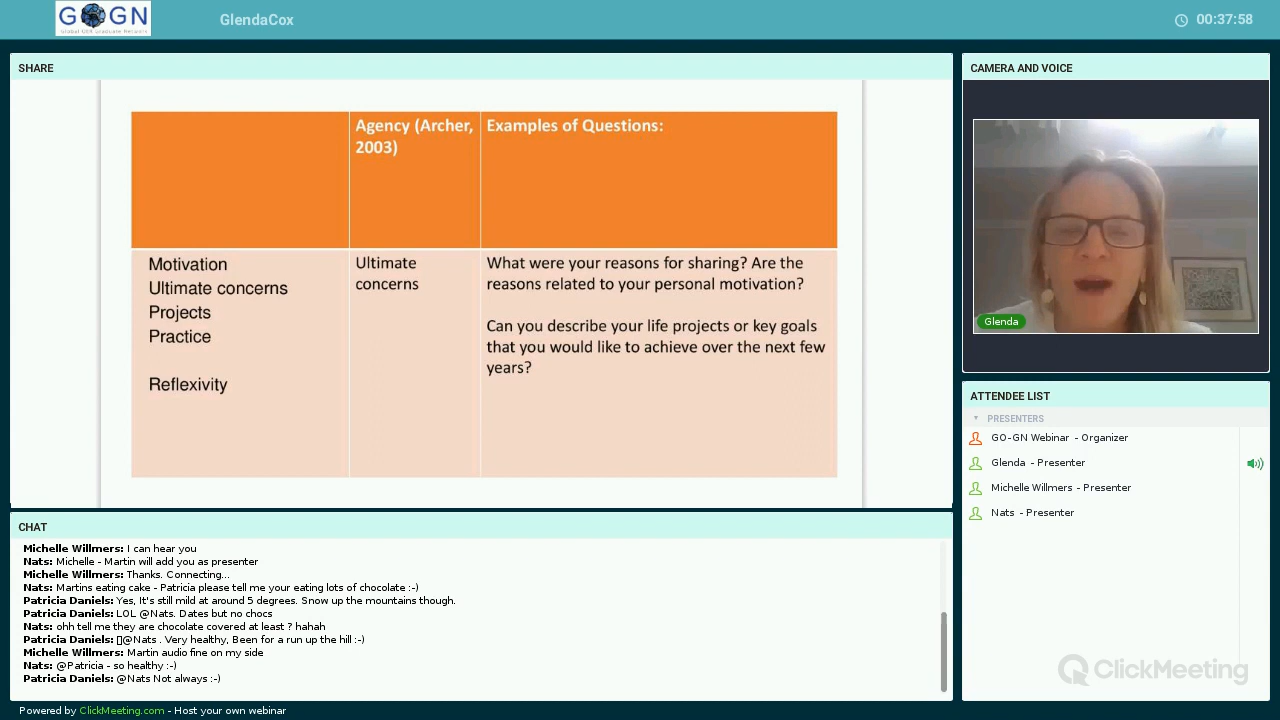 GO GN
Global OER Graduate Network
GlendaCox
00:37:58
SHARE
Agency (Archer,
2003)
Examples of Questions:
Motivation
Ultimate concerns
Projects
Practice
Reflexivity
Ultimate
concerns
What were your reasons for sharing? Are the
reasons related to your personal motivation?
Can you describe your life projects or key goals
that you would like to achieve over the next few
years?
CAMERA AND VOICE
Glenda
ATTENDEE LIST
PRESENTERS
GO-GN Webinar - Organizer
Glenda - Presenter
Michelle Willmers - Presenter
Nats - Presenter
ClickMeeting
CHAT
Michelle Willmers: I can hear you
Nats: Michelle - Martin will add you as presenter
Michelle Willmers: Thanks. Connecting...
Nats: Martins eating cake - Patricia please tell me your eating lots of chocolate :-)
Patricia Daniels: Yes, It's still mild at around 5 degrees. Snow up the mountains though.
Patricia Daniels: LOL @Nats. Dates but no chocs
Nats: ohh tell me they are chocolate covered at least ? hahah
Patricia Daniels: @Nats . Very healthy, Been for a run up the hill :-)
Michelle Willmers: Martin audio fine on my side
Nats: @Patricia - so healthy :-)
Patricia Daniels: @Nats Not always :-)
Powered by ClickMeeting.com - Host your own webinar